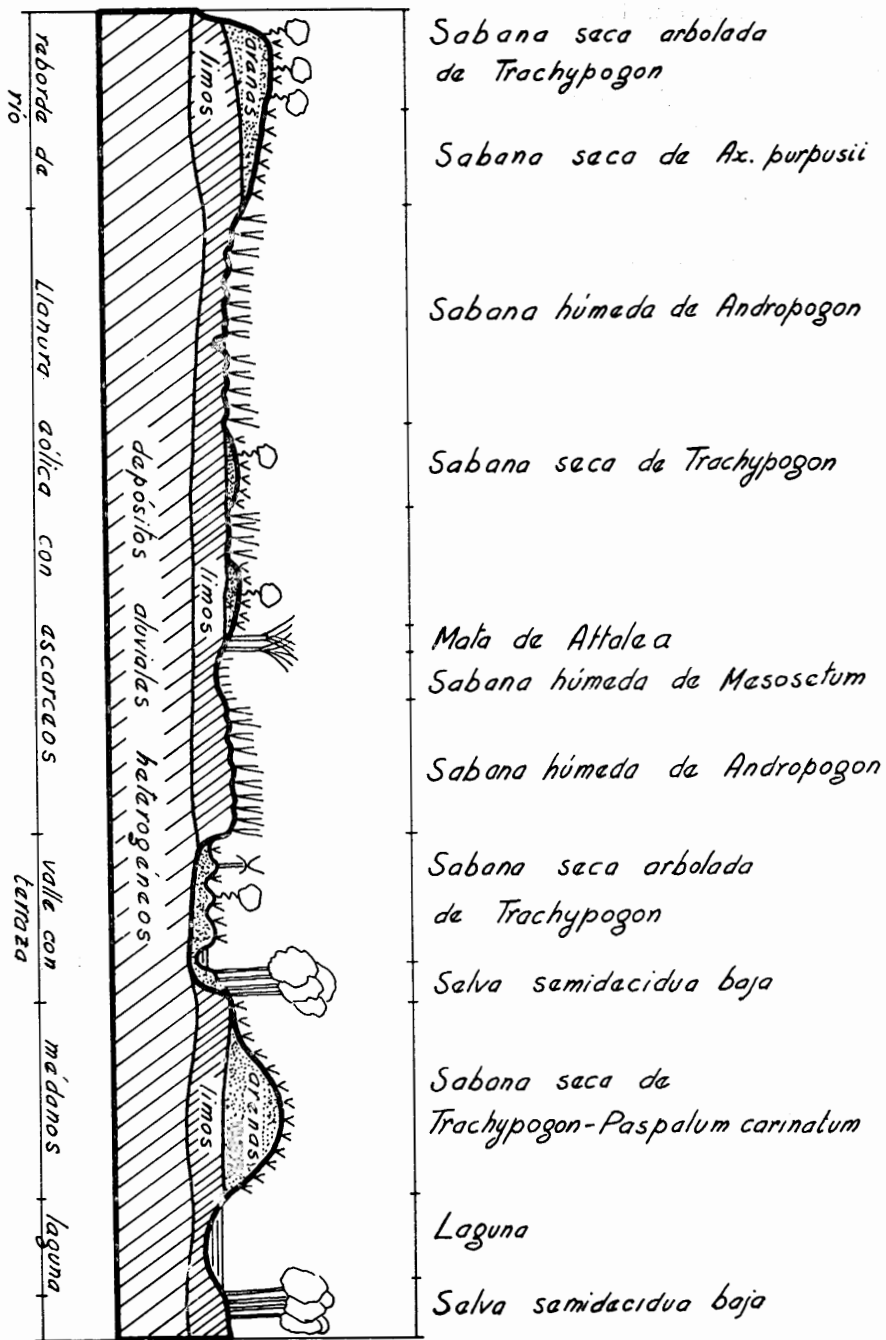 Sabana seca arbolada
de Trachypogon
Sabana seca de Ax. purpusii
Sabana húmeda de Andropogon
Sabana seca de Trachypogon
Mata de Attalea
Sabana húmeda de Mesosetum
Sabana húmeda de Andropogon
Sabana seca arbolada
de Trachypogon
Selva semidecidua baja
Sabana seca de
Trachypogon-Paspalum carinatum
Laguna
Selva semidecidua baja
reborde de
río
Llanura eólica con escarceos
valle con
terraza
médanos
laguna
depósitos aluviales heterogéneos
limos
arenas
limos
limos
arenas